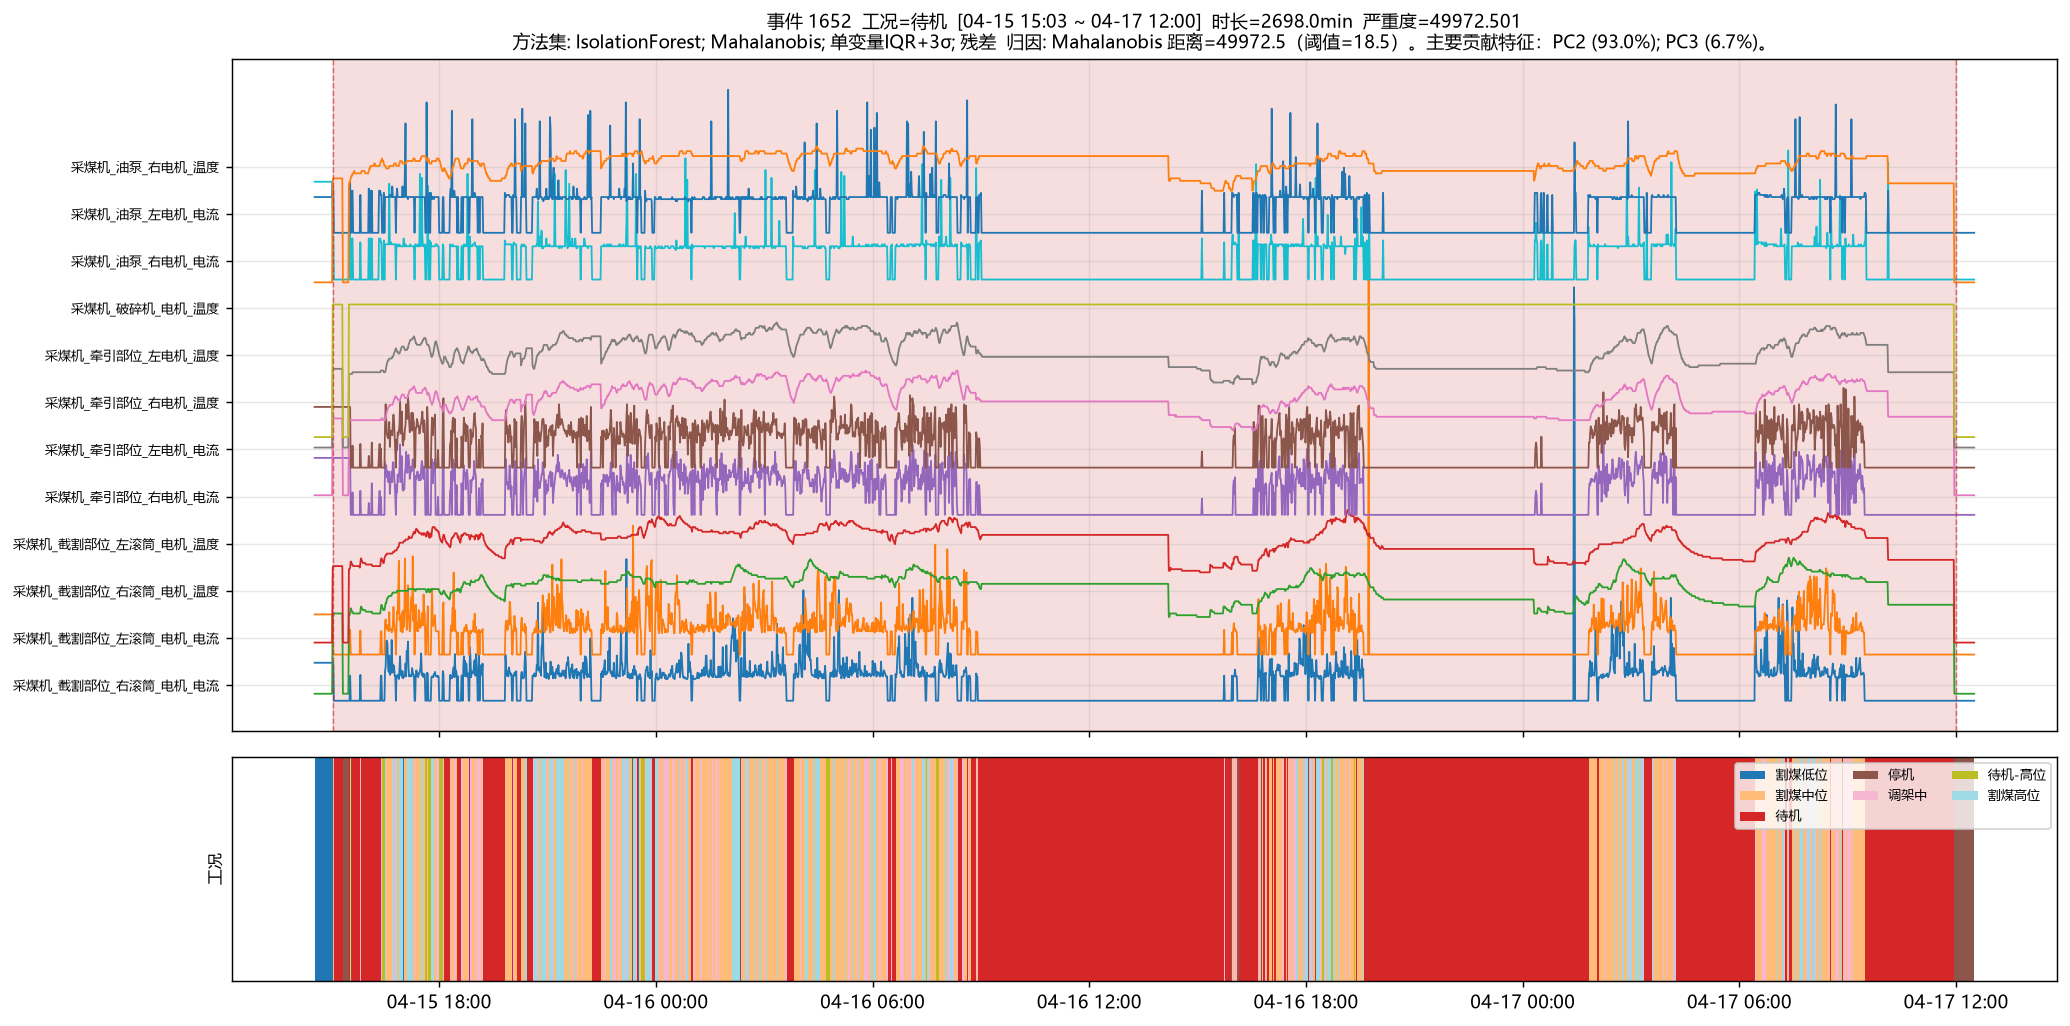 事件 1652  工况=待机  [04-15 15:03 ~ 04-17 12:00]  时长=2698.0min  严重度=49972.501
方法集: IsolationForest; Mahalanobis; 单变量IQR+3σ; 残差  归因: Mahalanobis 距离=49972.5（阈值=18.5）。主要贡献特征：PC2 (93.0%); PC3 (6.7%)。
采煤机_油泵_右电机_温度
采煤机_油泵_左电机_电流
采煤机_油泵_右电机_电流
采煤机_破碎机_电机_温度
采煤机_牵引部位_左电机_温度
采煤机_牵引部位_右电机_温度
采煤机_牵引部位_左电机_电流
采煤机_牵引部位_右电机_电流
采煤机_截割部位_左滚筒_电机_温度
采煤机_截割部位_右滚筒_电机_温度
采煤机_截割部位_左滚筒_电机_电流
采煤机_截割部位_右滚筒_电机_电流
工况
割煤低位
割煤中位
待机
停机
调架中
待机-高位
割煤高位
04-15 18:00
04-16 00:00
04-16 06:00
04-16 12:00
04-16 18:00
04-17 00:00
04-17 06:00
04-17 12:00